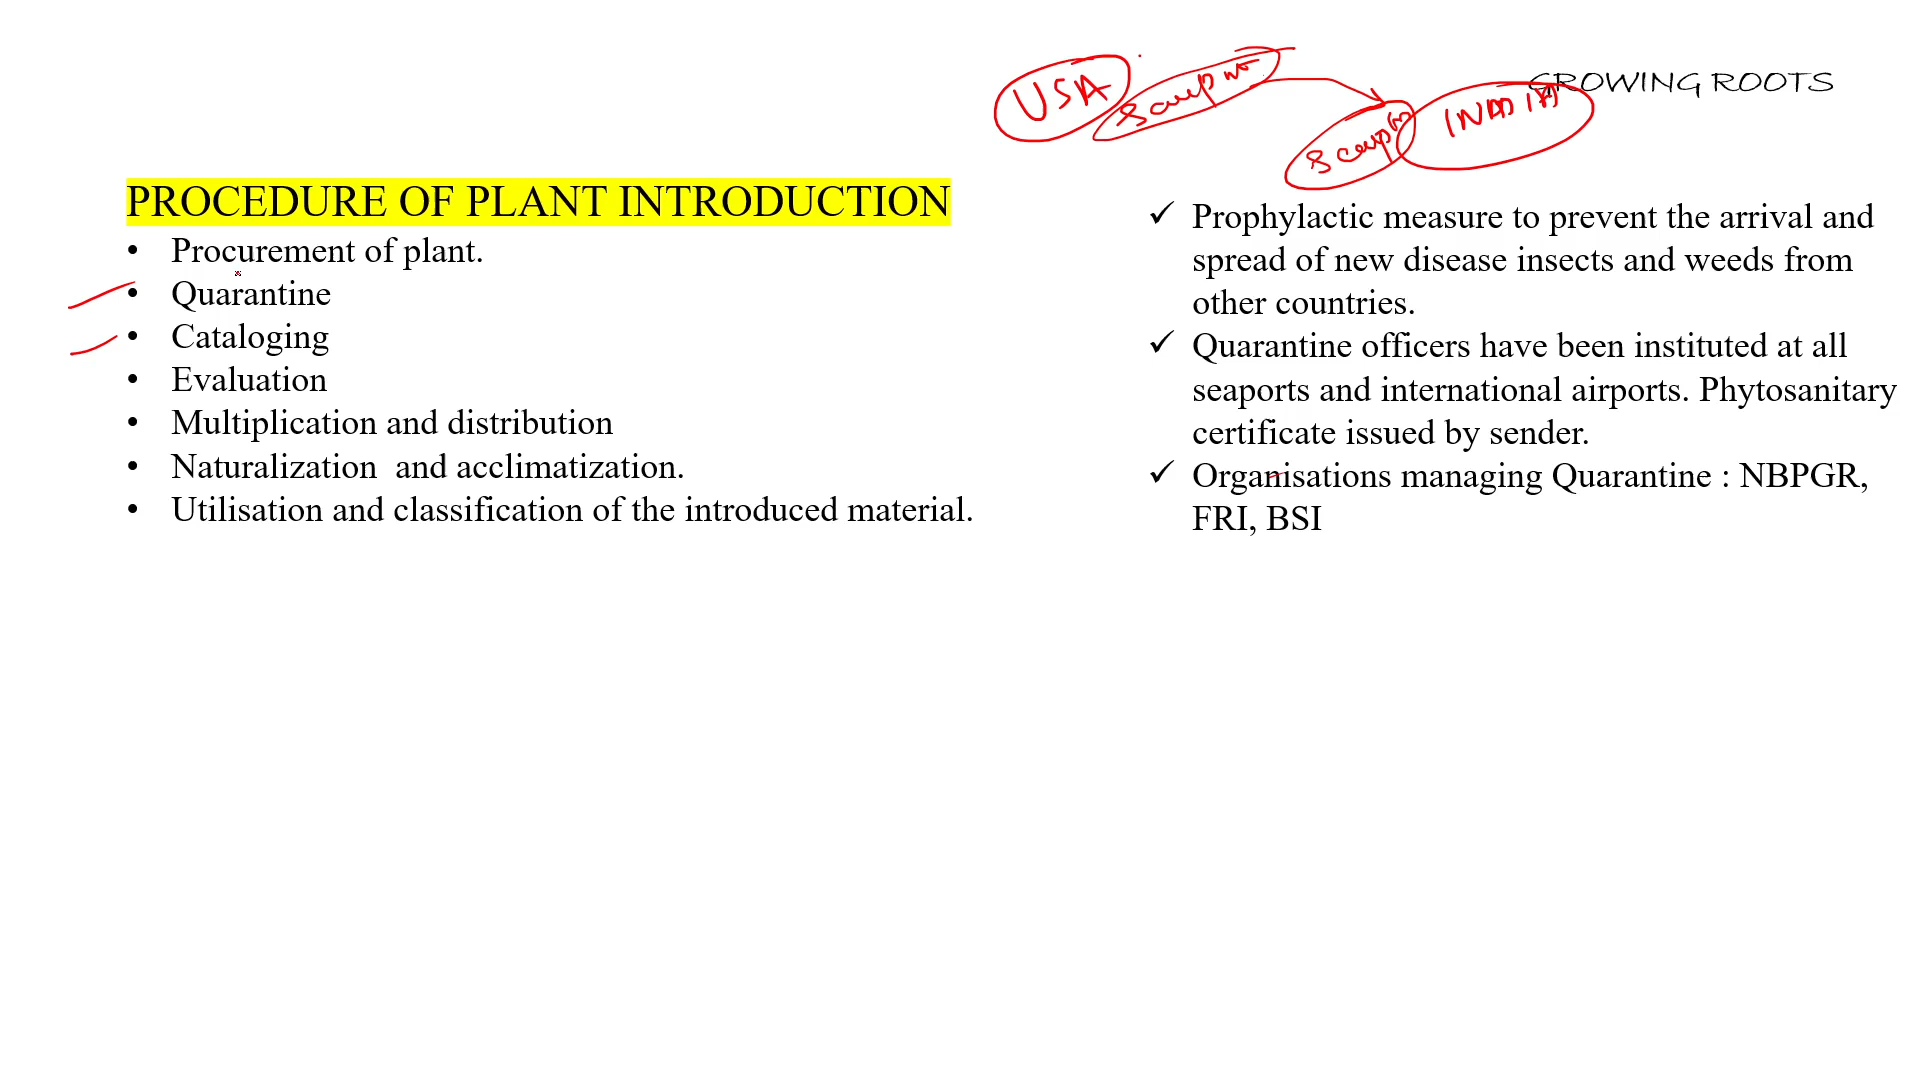 USA
INDIA
GROWING ROOTS
PROCEDURE OF PLANT INTRODUCTION
• Procurement of plant.
• Quarantine
• Cataloging
• Evaluation
• Multiplication and distribution
• Naturalization and acclimatization.
• Utilisation and classification of the introduced material.
✓ Prophylactic measure to prevent the arrival and
spread of new disease insects and weeds from
other countries.
✓ Quarantine officers have been instituted at all
seaports and international airports. Phytosanitary
certificate issued by sender.
✓ Organisations managing Quarantine : NBPGR,
FRI, BSI